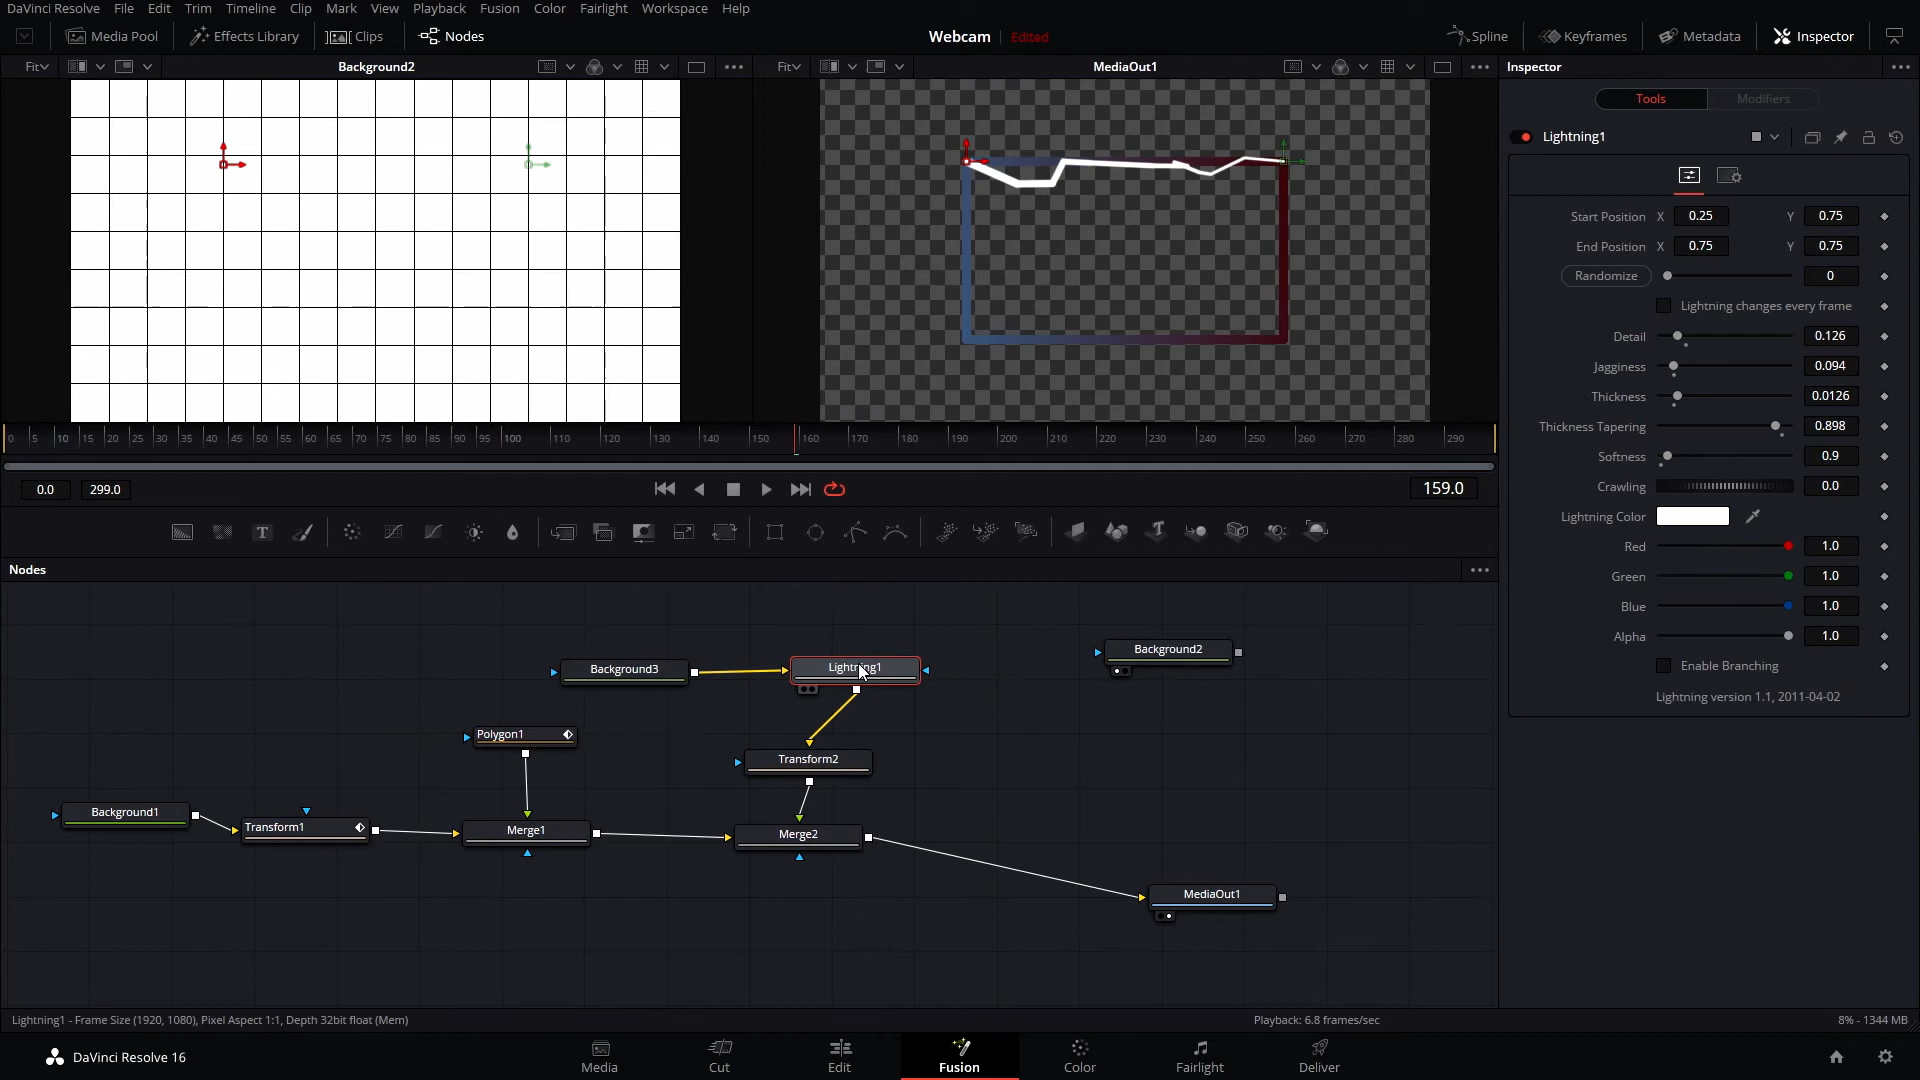 DaVinci Resolve File Edit Trim Timeline Clip Mark View Playback Fusion Color Fairlight Workspace Help
Media Pool Effects Library Clips Nodes Webcam Edited Spline Keyframes Metadata Inspector
Fit Background2 Fit MediaOut1 Inspector
Tools Modifiers
Lightning1
Start Position X 0.25 Y 0.75
End Position X 0.75 Y 0.75
Randomize 0
Lightning changes every frame
Detail 0.126
Jagginess 0.094
Thickness 0.0126
Thickness Tapering 0.898
Softness 0.9
Crawling 0.0
Lightning Color
Red 1.0
Green 1.0
Blue 1.0
Alpha 1.0
Enable Branching
Lightning version 1.1, 2011-04-02
0 5 10 15 20 25 30 35 40 45 50 55 60 65 70 75 80 85 90 95 100 110 120 130 140 150 160 170 180 190 200 210 220 230 240 250 260 270 280 290
0.0 299.0 159.0
T T
Nodes
Background2
Background3 Lightning1
Polygon1
Transform2
Background1
Transform1 Merge1 Merge2
MediaOut1
Lightning1 - Frame Size (1920, 1080), Pixel Aspect 1:1, Depth 32bit float (Mem) Playback: 6.8 frames/sec 8% - 1344 MB
DaVinci Resolve 16 Media Cut Edit Fusion Color Fairlight Deliver